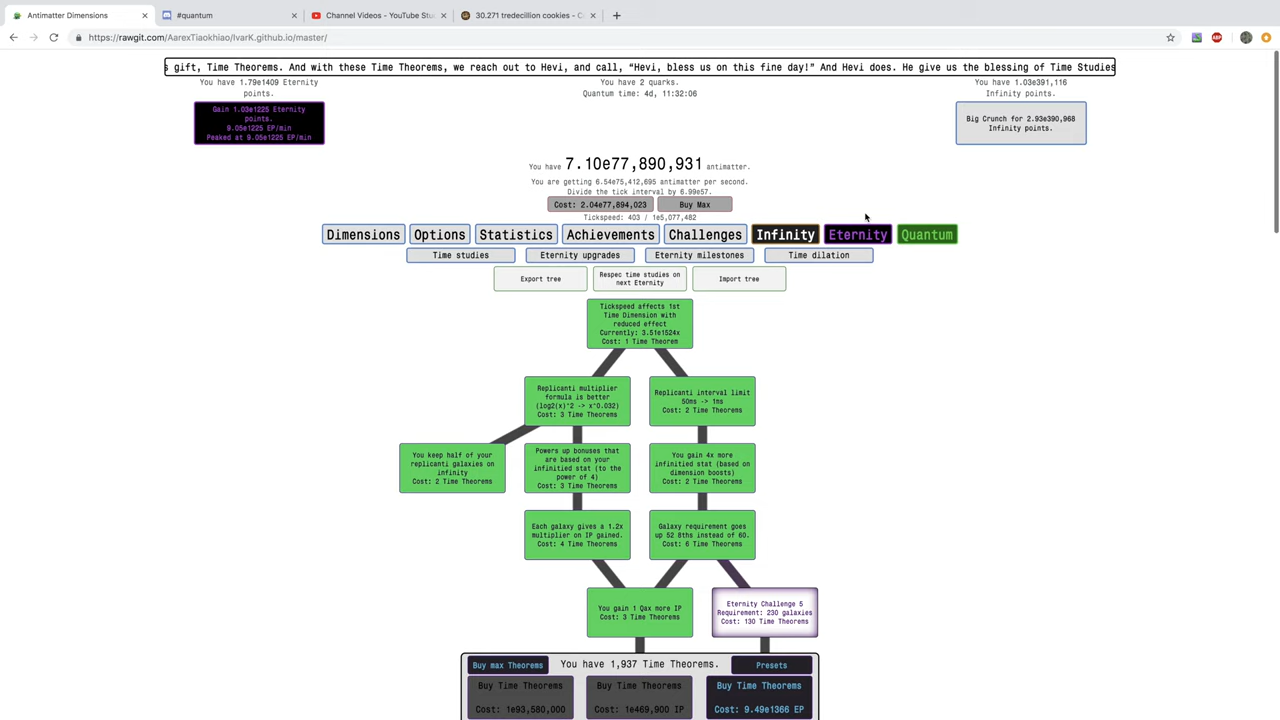 Antimatter Dimensions
#quantum
Channel Videos - YouTube Stu
30.271 tredecillion cookies - C
https://rawgit.com/AarexTiaokhiao/IvarK.github.io/master/
ABP
s gift, Time Theorems. And with these Time Theorems, we reach out to Hevi, and call, “Hevi, bless us on this fine day!” And Hevi does. He give us the blessing of Time Studies
You have 1.79e1409 Eternity
points.
Gain 1.03e1225 Eternity
points.
9.05e1225 EP/min
Peaked at 9.05e1225 EP/min
You have 2 quarks.
Quantum time: 4d, 11:32:06
You have 1.03e391,116
Infinity points.
Big Crunch for 2.93e390,968
Infinity points.
You have 7.10e77,890,931 antimatter.
You are getting 6.54e75,412,695 antimatter per second.
Divide the tick interval by 6.99e57.
Cost: 2.04e77,894,023
Buy Max
Tickspeed: 403 / 1e5,077,482
Dimensions
Options
Statistics
Achievements
Challenges
Infinity
Eternity
Quantum
Time studies
Eternity upgrades
Eternity milestones
Time dilation
Export tree
Respec time studies on
next Eternity
Import tree
Tickspeed affects 1st
Time Dimension with
reduced effect
Currently: 3.51e1524x
Cost: 1 Time Theorem
Replicanti multiplier
formula is better
(log2(x)^2 -> x^0.032)
Cost: 3 Time Theorems
Replicanti interval limit
50ms -> 1ms
Cost: 2 Time Theorems
You keep half of your
replicanti galaxies on
infinity
Cost: 2 Time Theorems
Powers up bonuses that
are based on your
infinitied stat (to the
power of 4)
Cost: 3 Time Theorems
You gain 4x more
infinitied stat (based on
dimension boosts)
Cost: 2 Time Theorems
Each galaxy gives a 1.2x
multiplier on IP gained.
Cost: 4 Time Theorems
Galaxy requirement goes
up 52 8ths instead of 60.
Cost: 6 Time Theorems
You gain 1 Qax more IP
Cost: 3 Time Theorems
Eternity Challenge 5
Requirement: 230 galaxies
Cost: 130 Time Theorems
Buy max Theorems
You have 1,937 Time Theorems.
Presets
Buy Time Theorems
Cost: 1e93,580,000
Buy Time Theorems
Cost: 1e469,900 IP
Buy Time Theorems
Cost: 9.49e1366 EP